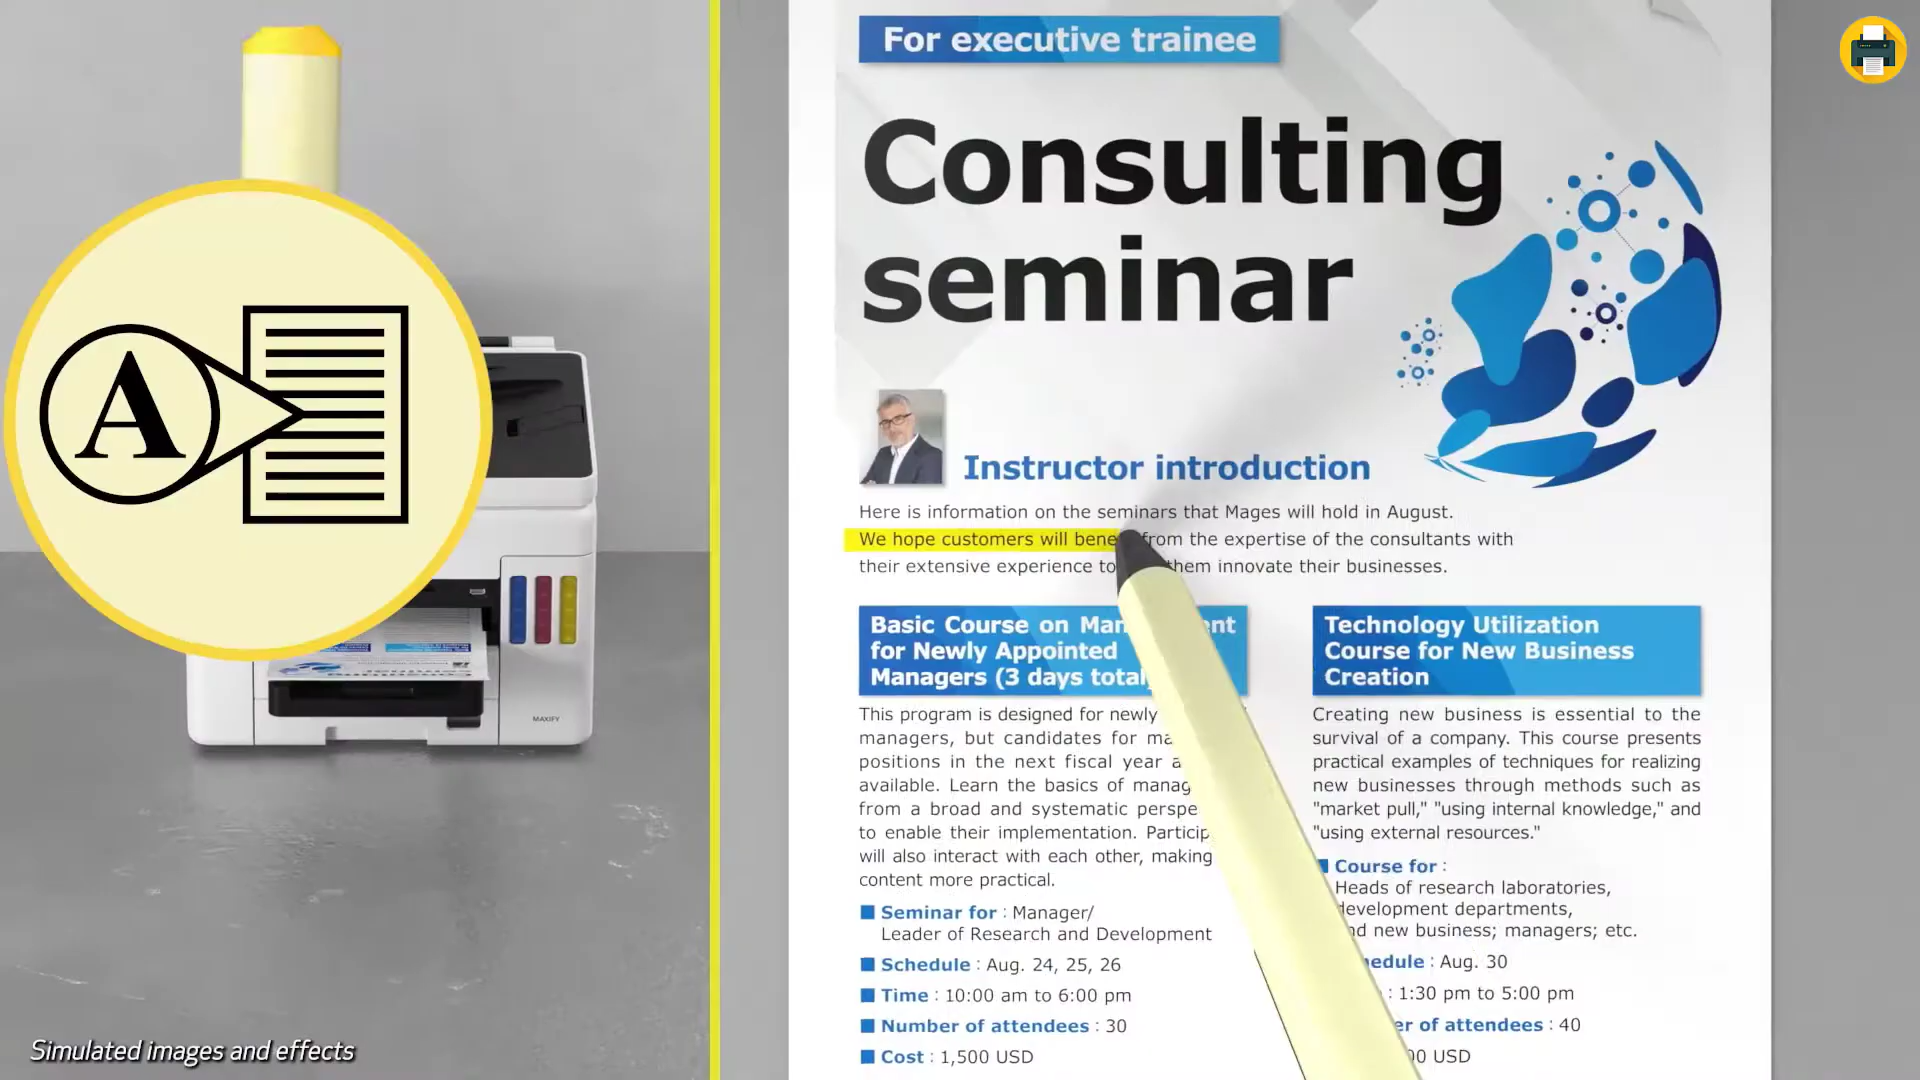 For executive trainee
Consulting
seminar
Instructor introduction
Here is information on the seminars that Mages will hold in August.
We hope customers will bene from the expertise of the consultants with
their extensive experience to them innovate their businesses.
Basic Course on Man nt
for Newly Appointed
Managers (3 days total
This program is designed for newly
managers, but candidates for ma
positions in the next fiscal year a
available. Learn the basics of manag
from a broad and systematic perspe
to enable their implementation. Particip
will also interact with each other, making
content more practical.
Seminar for : Manager/
Leader of Research and Development
Schedule : Aug. 24, 25, 26
Time : 10:00 am to 6:00 pm
Number of attendees : 30
Cost : 1,500 USD
Technology Utilization
Course for New Business
Creation
Creating new business is essential to the
survival of a company. This course presents
practical examples of techniques for realizing
new businesses through methods such as
"market pull," "using internal knowledge," and
"using external resources."
Course for :
Heads of research laboratories,
development departments,
nd new business; managers; etc.
edule : Aug. 30
: 1:30 pm to 5:00 pm
er of attendees : 40
00 USD
A
MAXIFY
Simulated images and effects